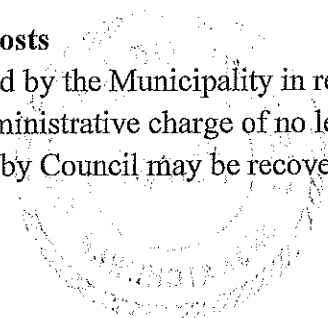 osts
d by the Municipality in re
ministrative charge of no le
by Council may be recove